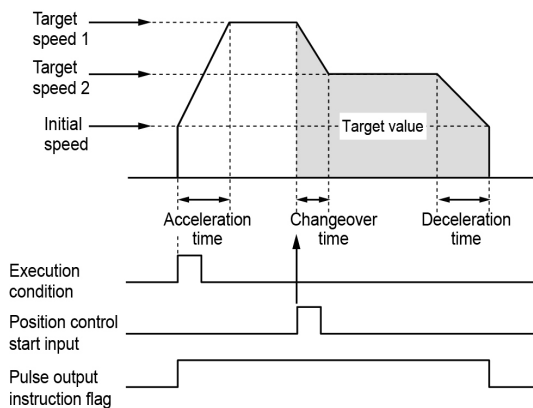 Target
speed 1
Target
speed 2
Initial
speed
Target value
Acceleration
time
Changeover
time
Deceleration
time
Execution
condition
Position control
start input
Pulse output
instruction flag